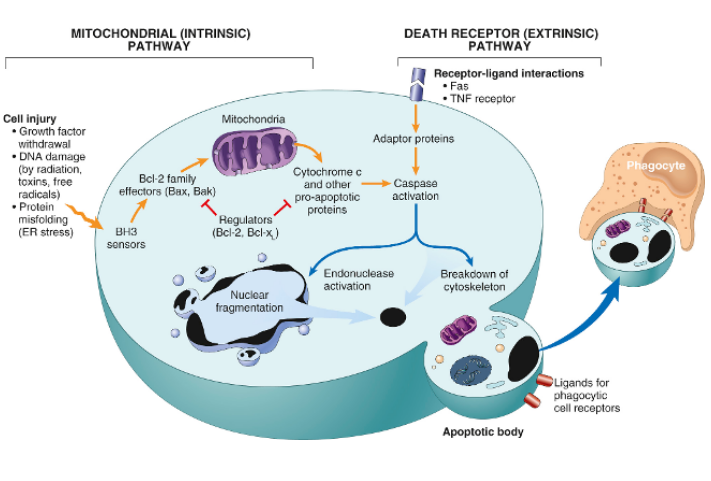 MITOCHONDRIAL (INTRINSIC)
PATHWAY
DEATH RECEPTOR (EXTRINSIC)
PATHWAY
Receptor-ligand interactions
• Fas
• TNF receptor
Cell injury
• Growth factor
withdrawal
• DNA damage
(by radiation,
toxins, free
radicals)
• Protein
misfolding
(ER stress)
Mitochondria
Adaptor proteins
Phagocyte
Bcl-2 family
effectors (Bax, Bak)
Cytochrome c
and other
pro-apoptotic
proteins
Caspase
activation
BH3
sensors
Regulators
(Bcl-2, Bcl-xL)
Endonuclease
activation
Breakdown of
cytoskeleton
Nuclear
fragmentation
Ligands for
phagocytic
cell receptors
Apoptotic body